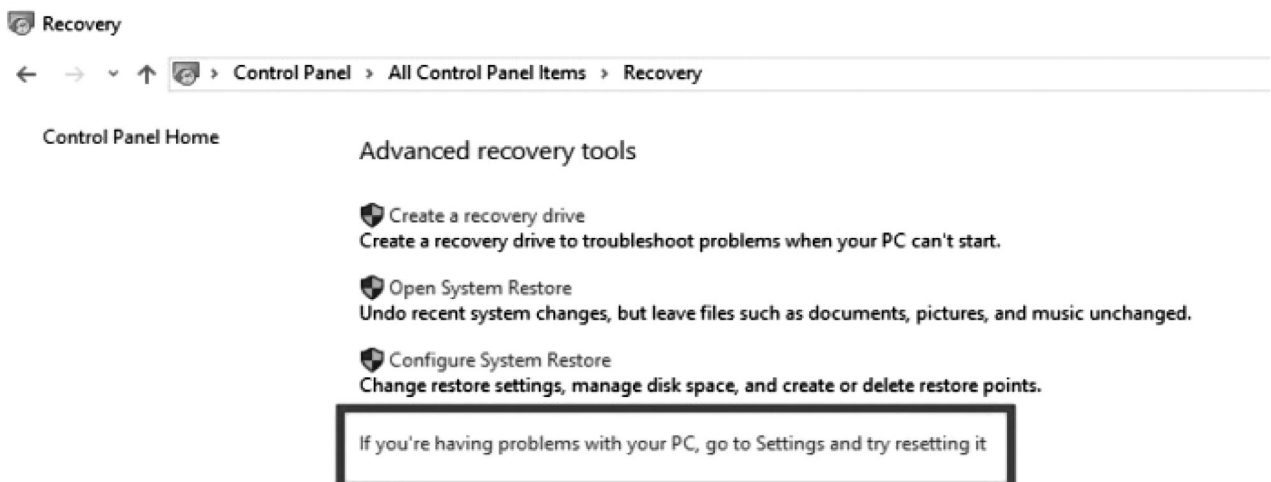 Recovery
Control Panel > All Control Panel Items > Recovery
Control Panel Home
Advanced recovery tools
Create a recovery drive
Create a recovery drive to troubleshoot problems when your PC can't start.
Open System Restore
Undo recent system changes, but leave files such as documents, pictures, and music unchanged.
Configure System Restore
Change restore settings, manage disk space, and create or delete restore points.
If you're having problems with your PC, go to Settings and try resetting it